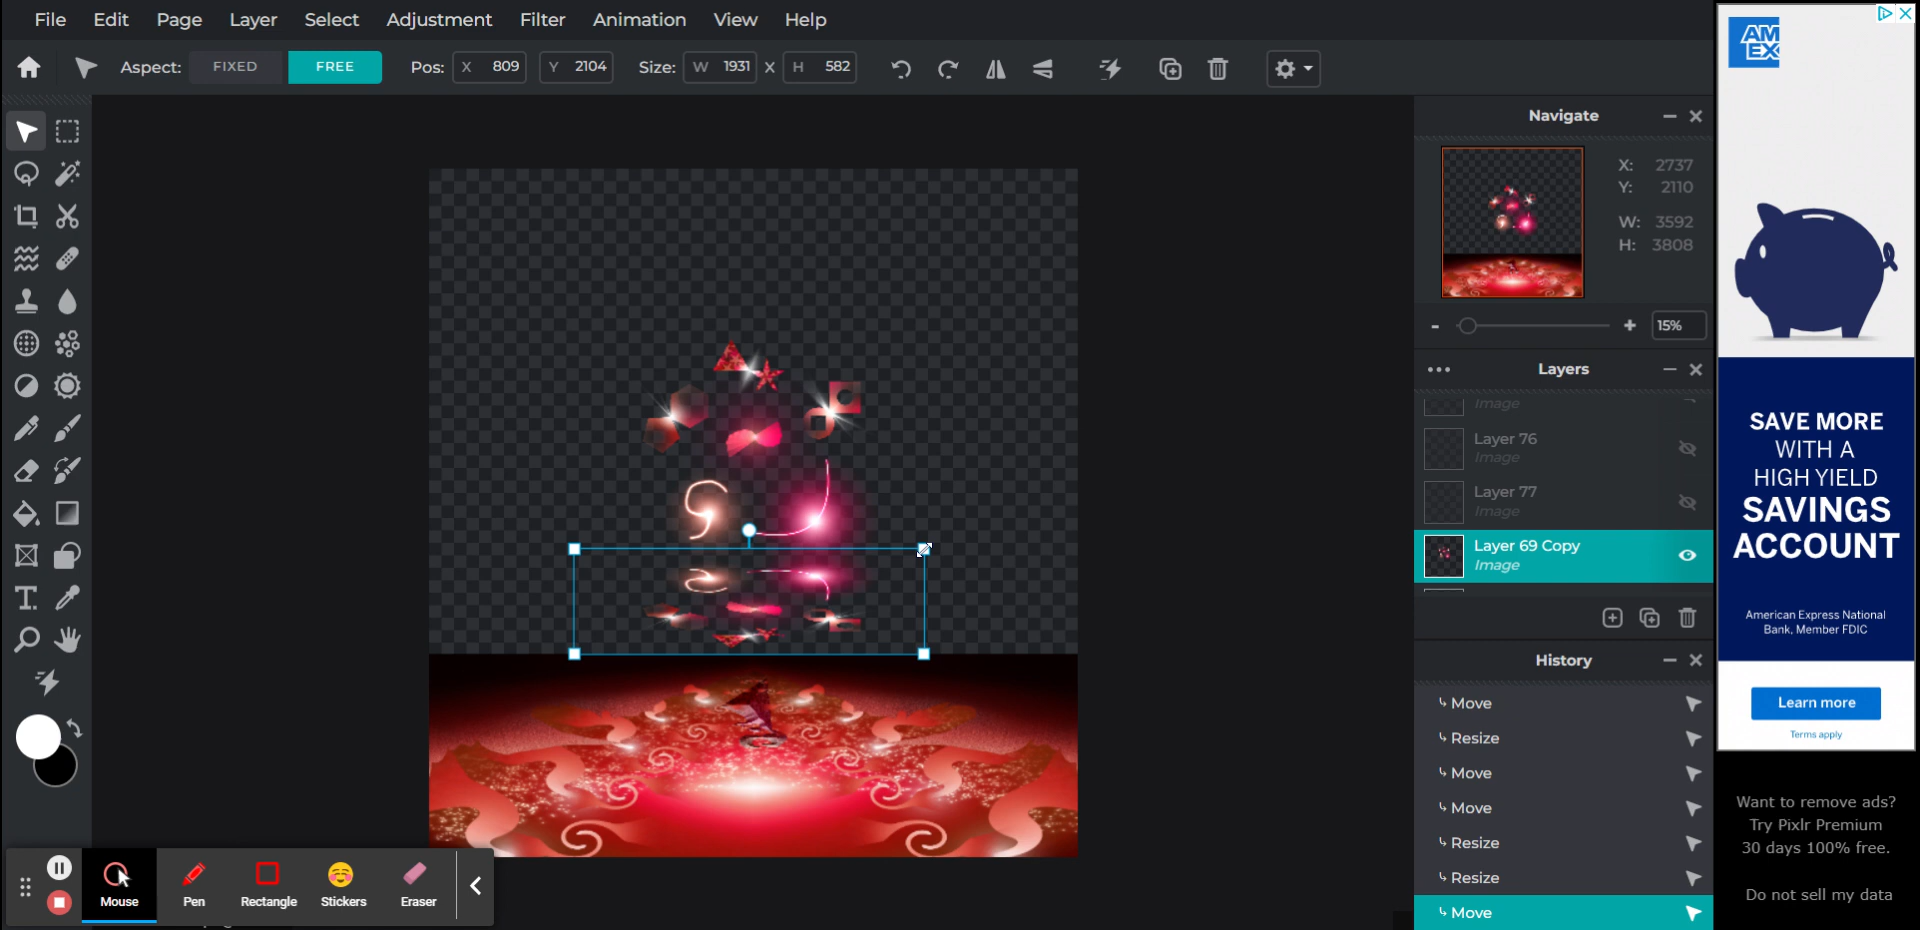 File Edit Page Layer Select Adjustment Filter Animation View Help
Aspect: FIXED FREE Pos: X 809 Y 2104 Size: W 1931 X H 582
Navigate
X: 2737
Y: 2110
W: 3592
H: 3808
- + 15%
Layers
Image
Layer 76
Image
Layer 77
Image
Layer 69 Copy
Image
History
Move
Resize
Move
Move
Resize
Resize
Move
Mouse Pen Rectangle Stickers Eraser
AM
EX
SAVE MORE
WITH A
HIGH YIELD
SAVINGS
ACCOUNT
American Express National
Bank, Member FDIC
Learn more
Terms apply
Want to remove ads?
Try Pixlr Premium
30 days 100% free.
Do not sell my data